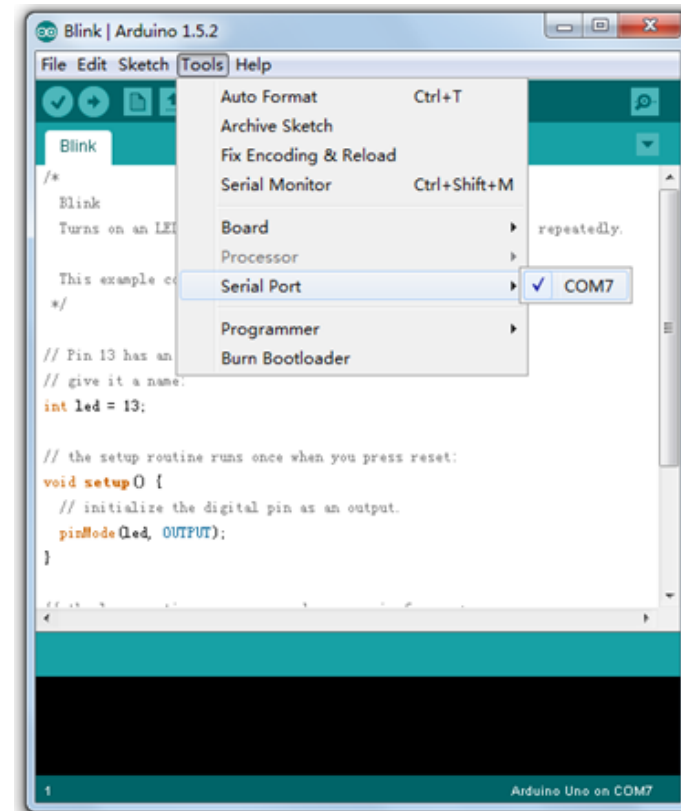 Blink | Arduino 1.5.2
File Edit Sketch Tools Help
Auto Format Ctrl+T
Archive Sketch
Fix Encoding & Reload
Serial Monitor Ctrl+Shift+M
Board
Processor
Serial Port
COM7
Programmer
Burn Bootloader
Blink
/*
Blink
Turns on an LED repeatedly.
This example
*/
// Pin 13 has an
// give it a name:
int led = 13;
// the setup routine runs once when you press reset:
void setup() {
// initialize the digital pin as an output.
pinMode(led, OUTPUT);
}
1 Arduino Uno on COM7